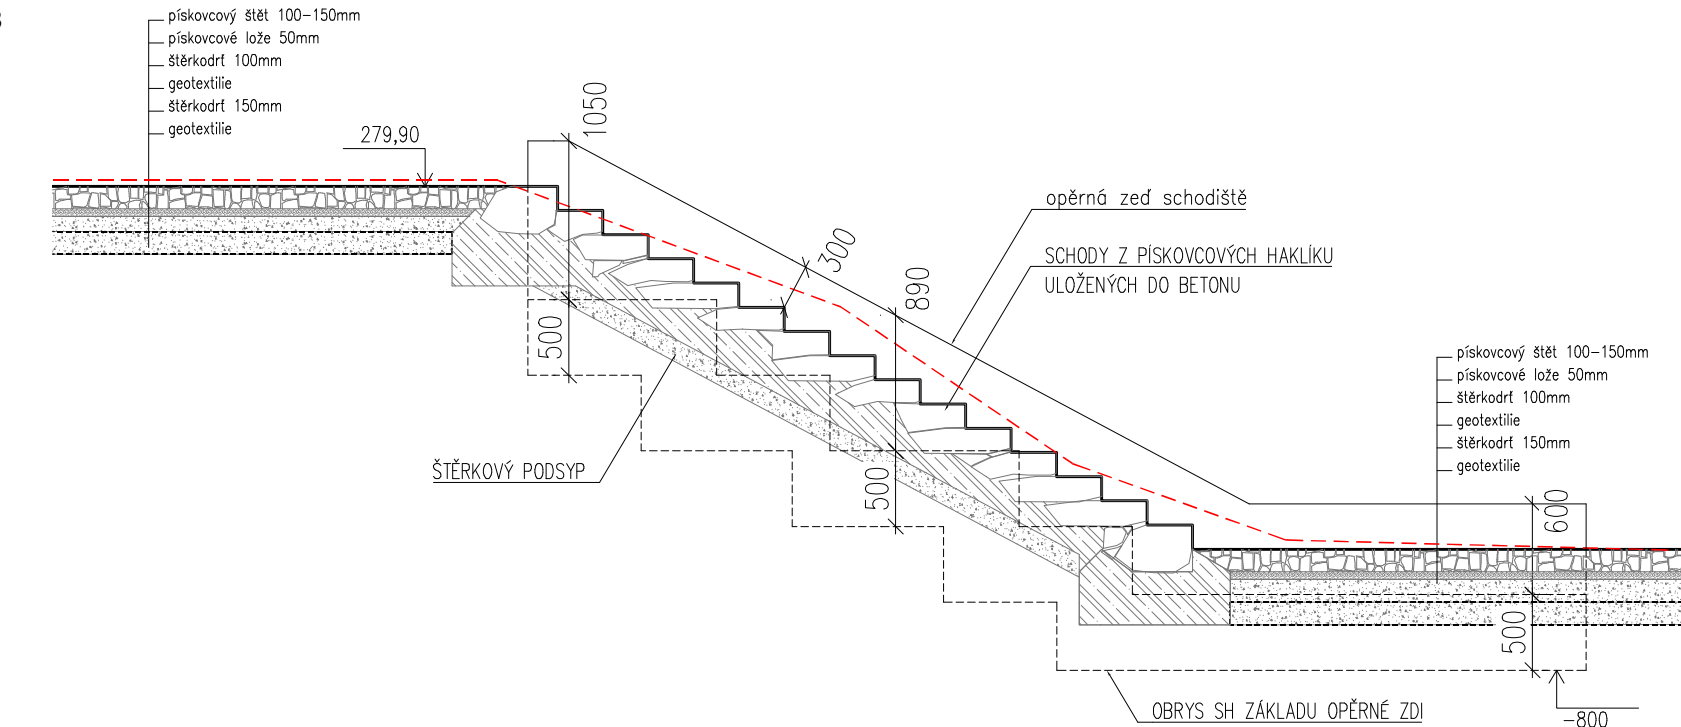 pískovcový štět 100-150mm
pískovcové lože 50mm
štěrkodrť 100mm
geotextilie
štěrkodrť 150mm
geotextilie
279,90
1050
opěrná zeď schodiště
300
SCHODY Z PÍSKOVCOVÝCH HAKLÍKU
ULOŽENÝCH DO BETONU
890
500
pískovcový štět 100-150mm
pískovcové lože 50mm
štěrkodrť 100mm
geotextilie
štěrkodrť 150mm
geotextilie
ŠTĚRKOVÝ PODSYP
500
600
500
OBRYS SH ZÁKLADU OPĚRNÉ ZDI
-800